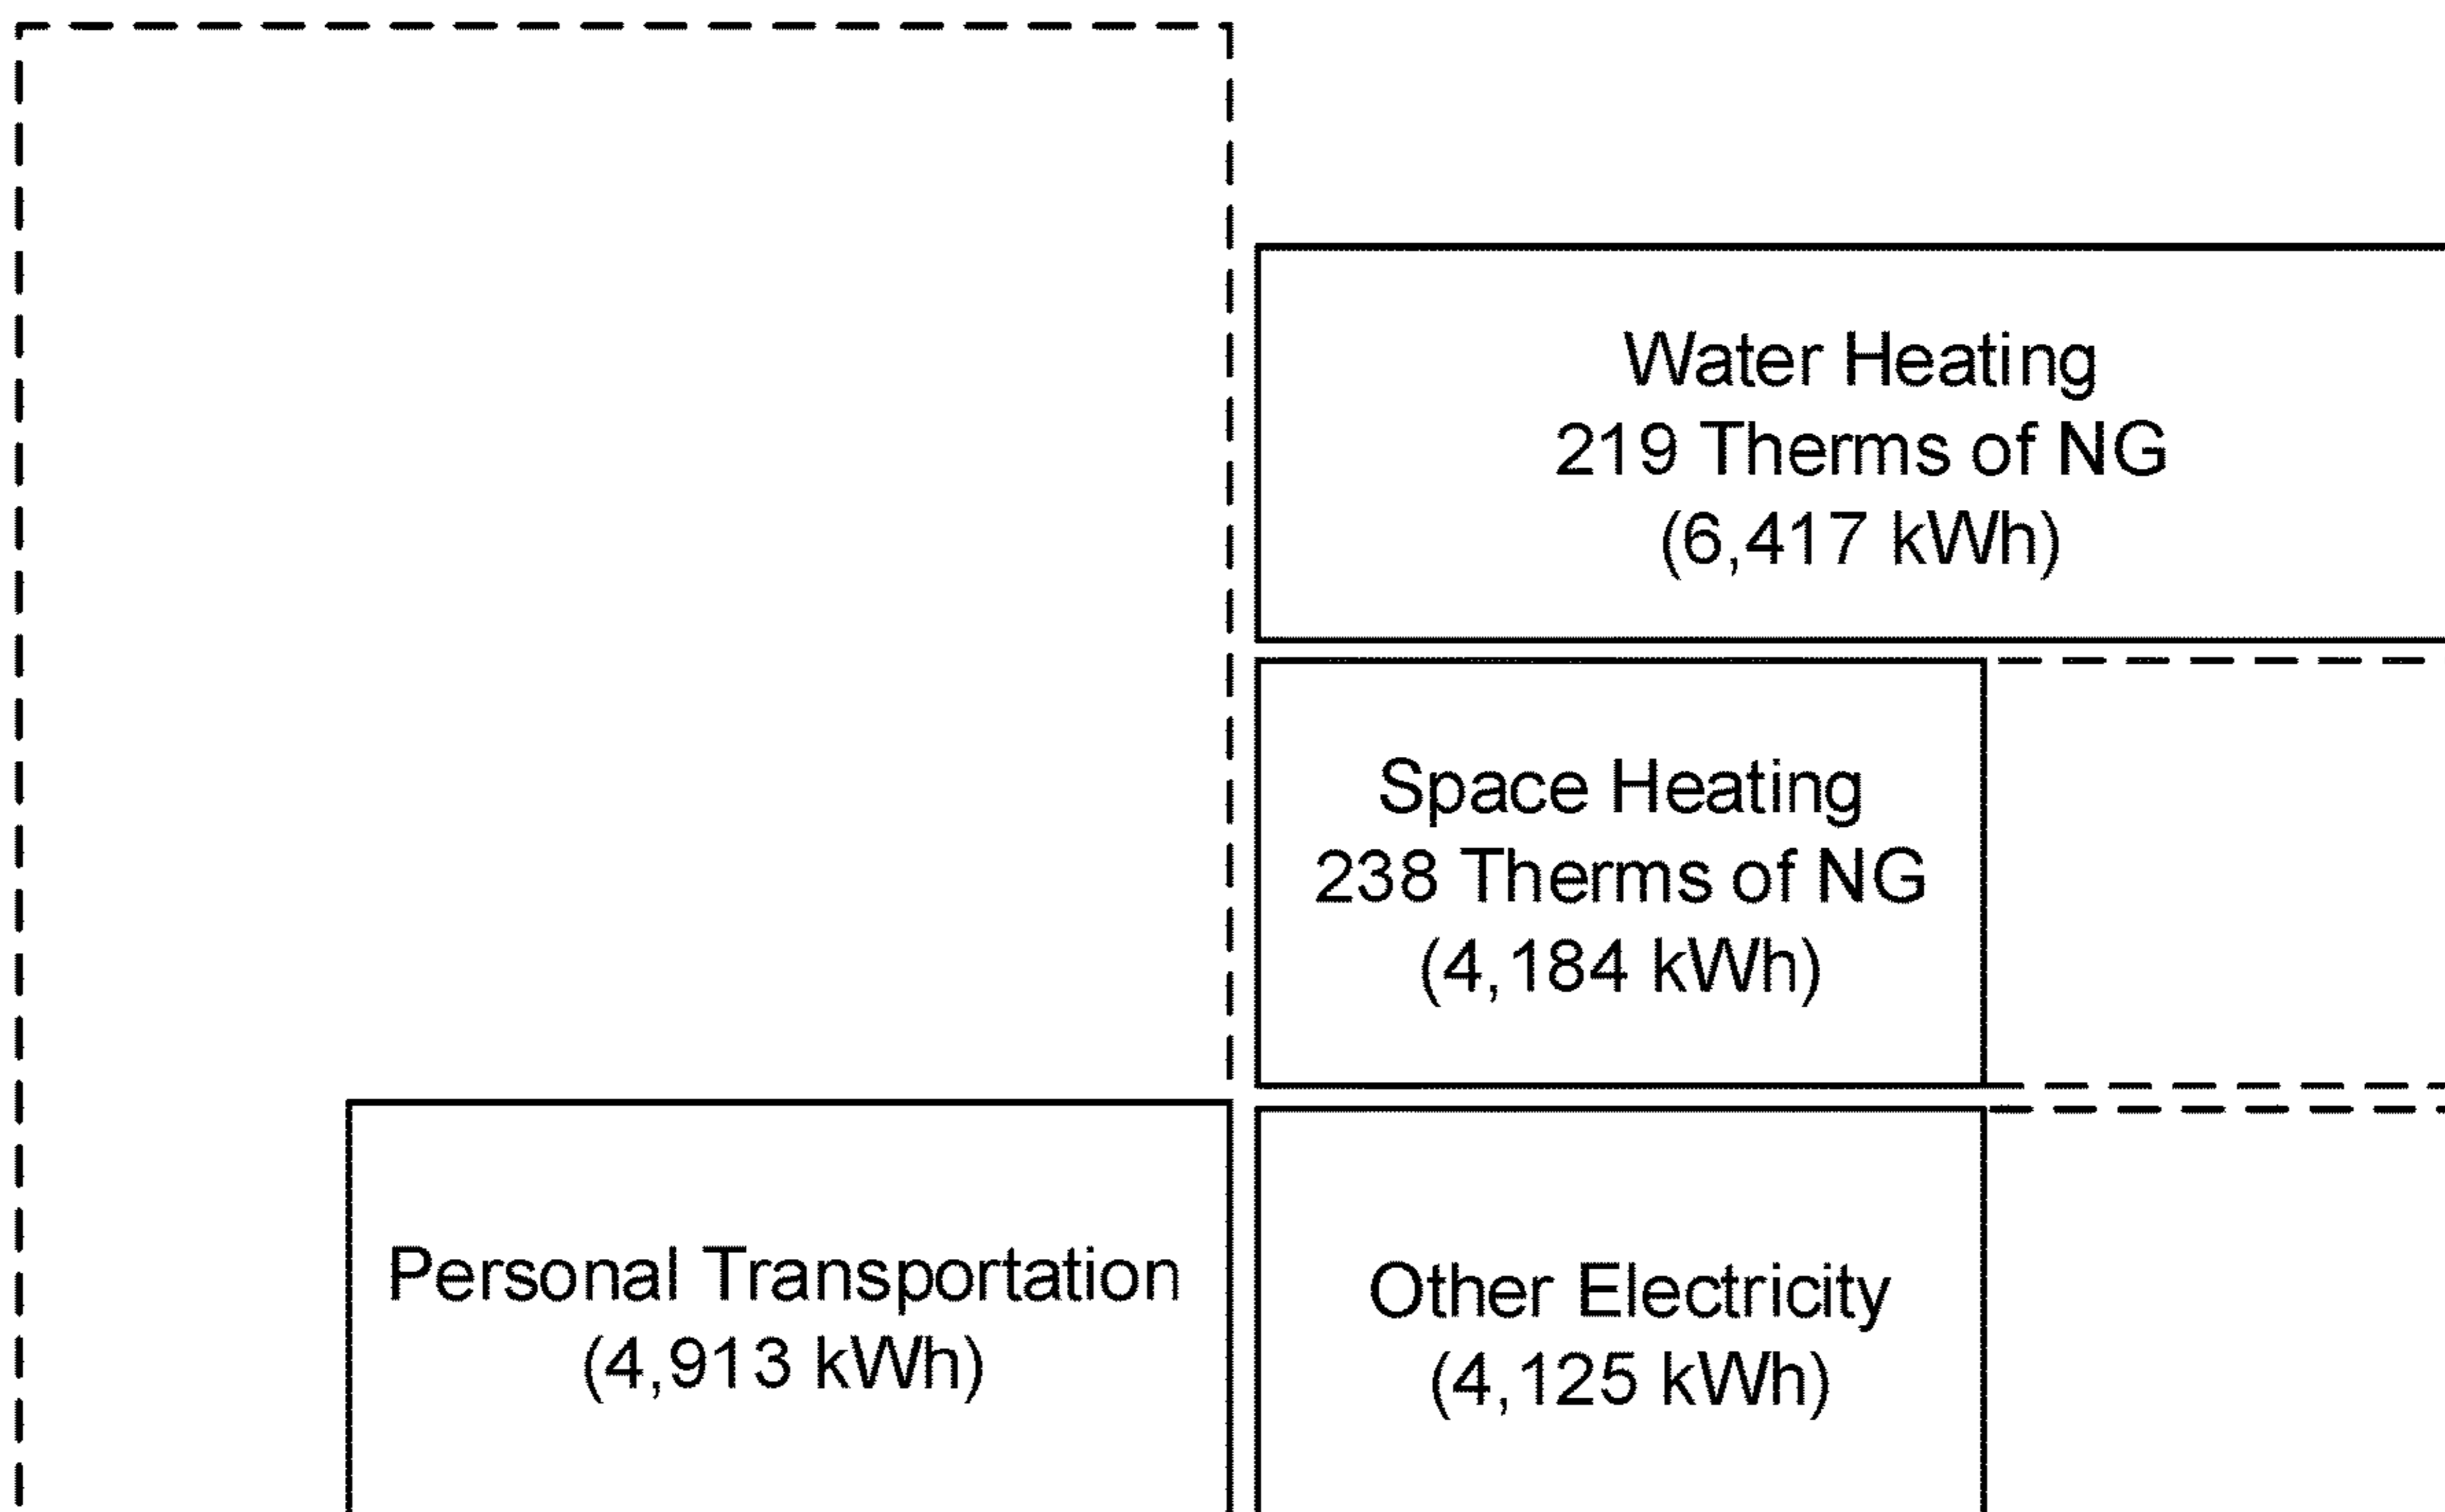 Water Heating
219 Therms of NG
(6,417 kWh)
Space Heating
238 Therms of NG
(4,184 kWh)
Personal Transportation
(4,913 kWh)
Other Electricity
(4,125 kWh)